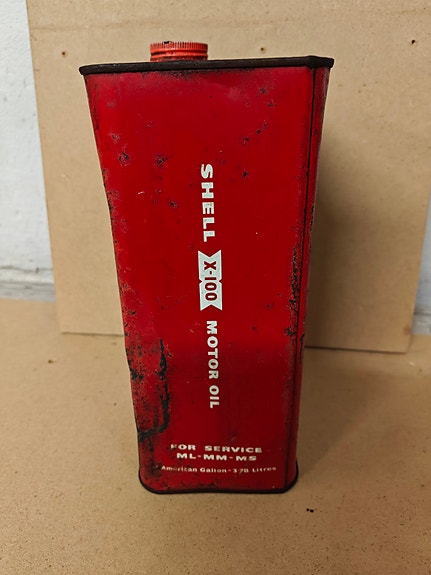 SHELL X-100 MOTOR OIL
FOR SERVICE
ML-MM-MS
American Gallon-3·78 Litres